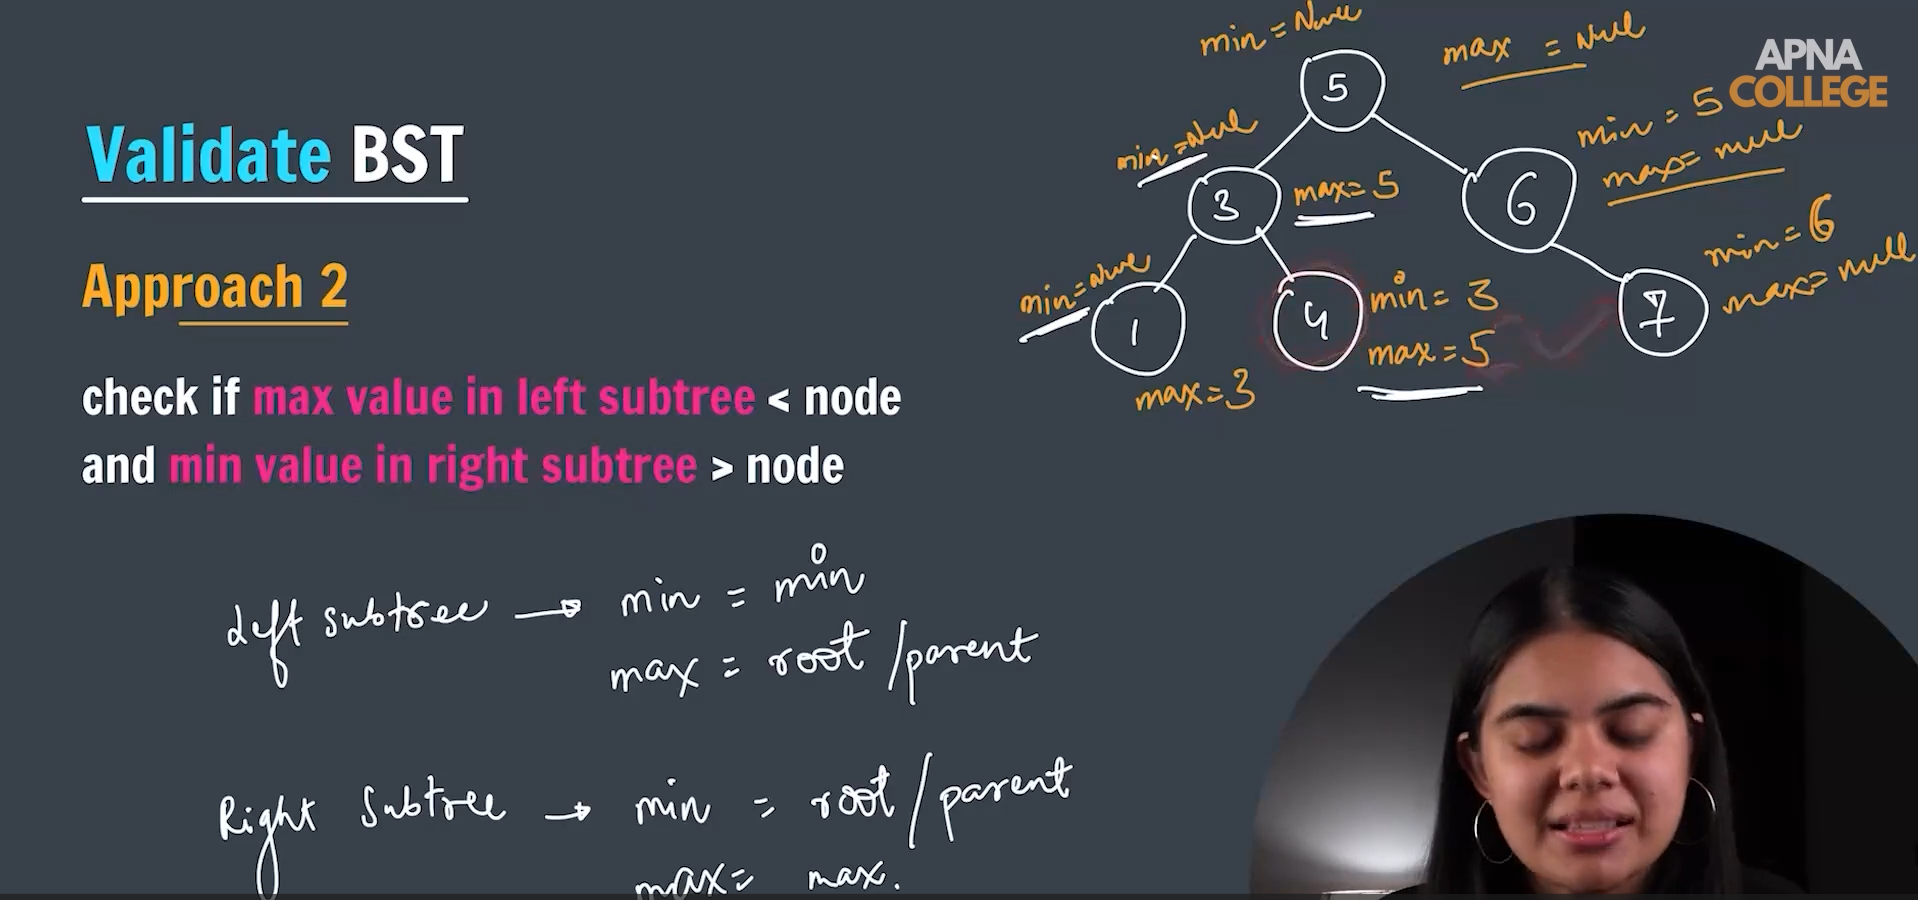 min = Null
max = Null
APNA
COLLEGE
5
min = 5
max = null
Validate BST
min = Null
3
max = 5
6
min = 6
max = null
Approach 2
min = Null
1
max = 3
4
min = 3
max = 5
7
check if max value in left subtree < node
and min value in right subtree > node
Left subtree → min = min
max = root / parent
Right Subtree → min = root / parent
max = max.